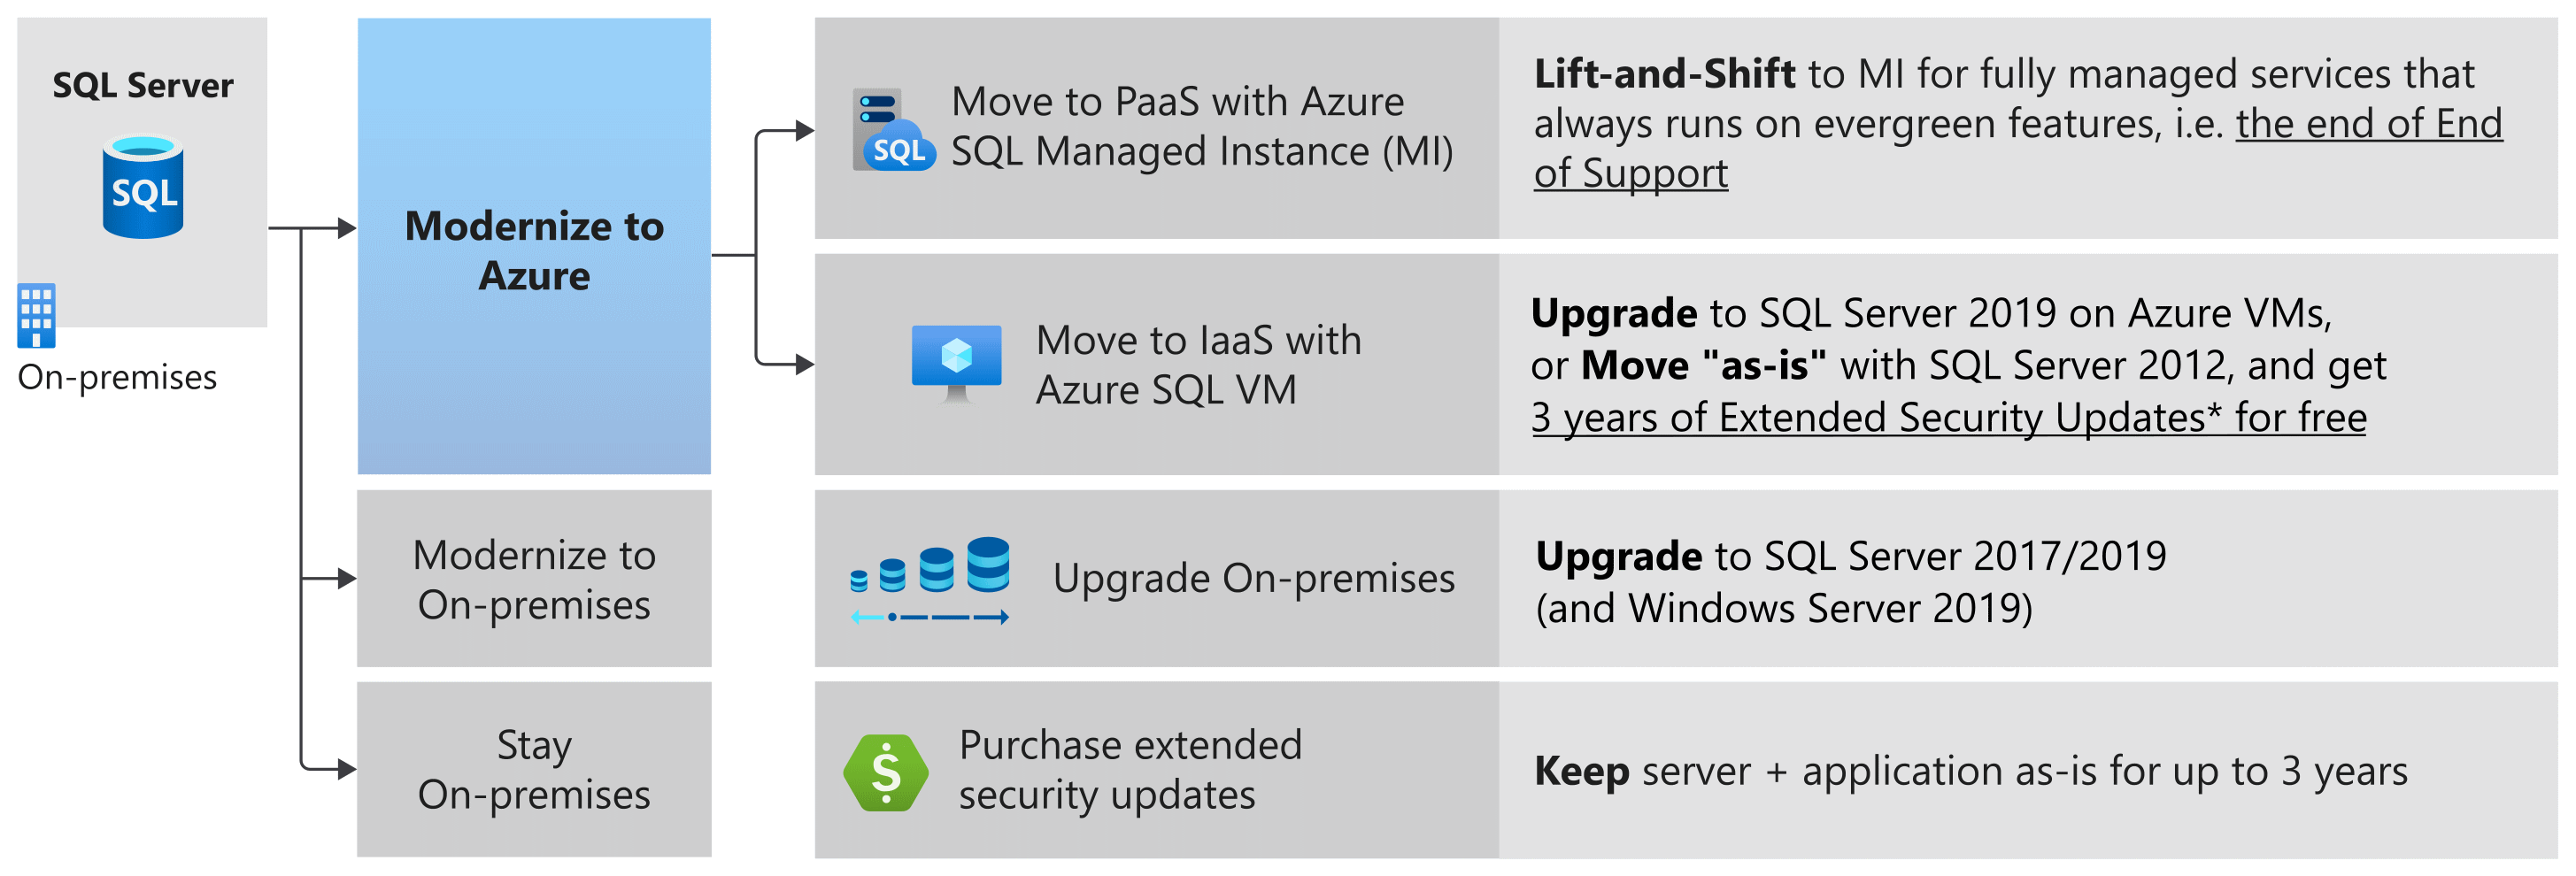 SQL Server
SQL
On-premises
Modernize to
Azure
SQL
Move to PaaS with Azure
SQL Managed Instance (MI)
Lift-and-Shift to MI for fully managed services that
always runs on evergreen features, i.e. the end of End
of Support
Move to IaaS with
Azure SQL VM
Upgrade to SQL Server 2019 on Azure VMs,
or Move "as-is" with SQL Server 2012, and get
3 years of Extended Security Updates* for free
Modernize to
On-premises
Upgrade On-premises
Upgrade to SQL Server 2017/2019
(and Windows Server 2019)
Stay
On-premises
$
Purchase extended
security updates
Keep server + application as-is for up to 3 years